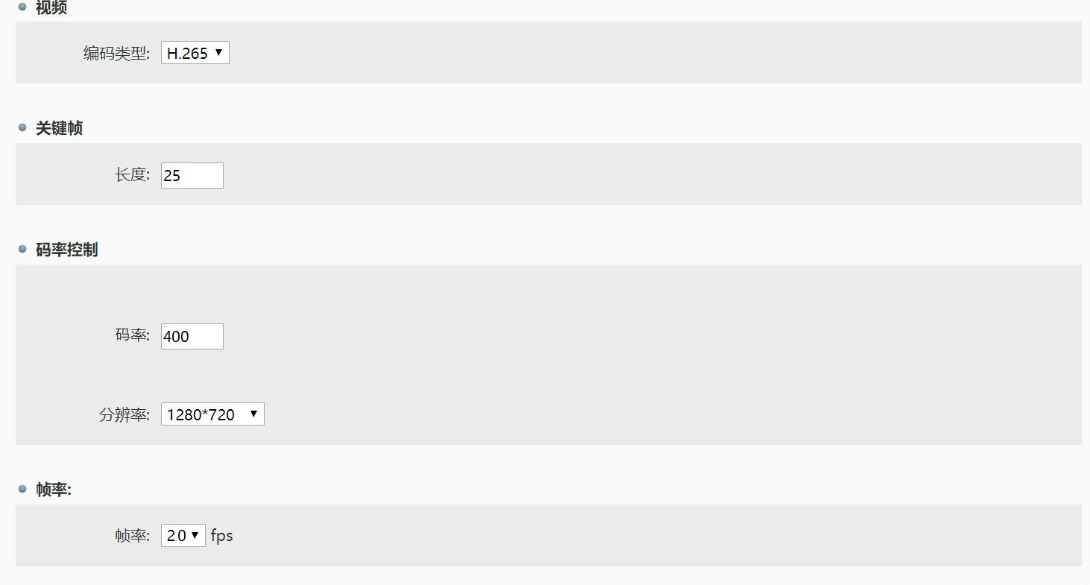 视频
编码类型: H.265
关键帧
长度: 25
码率控制
码率: 400
分辨率: 1280*720
帧率:
帧率: 20 fps